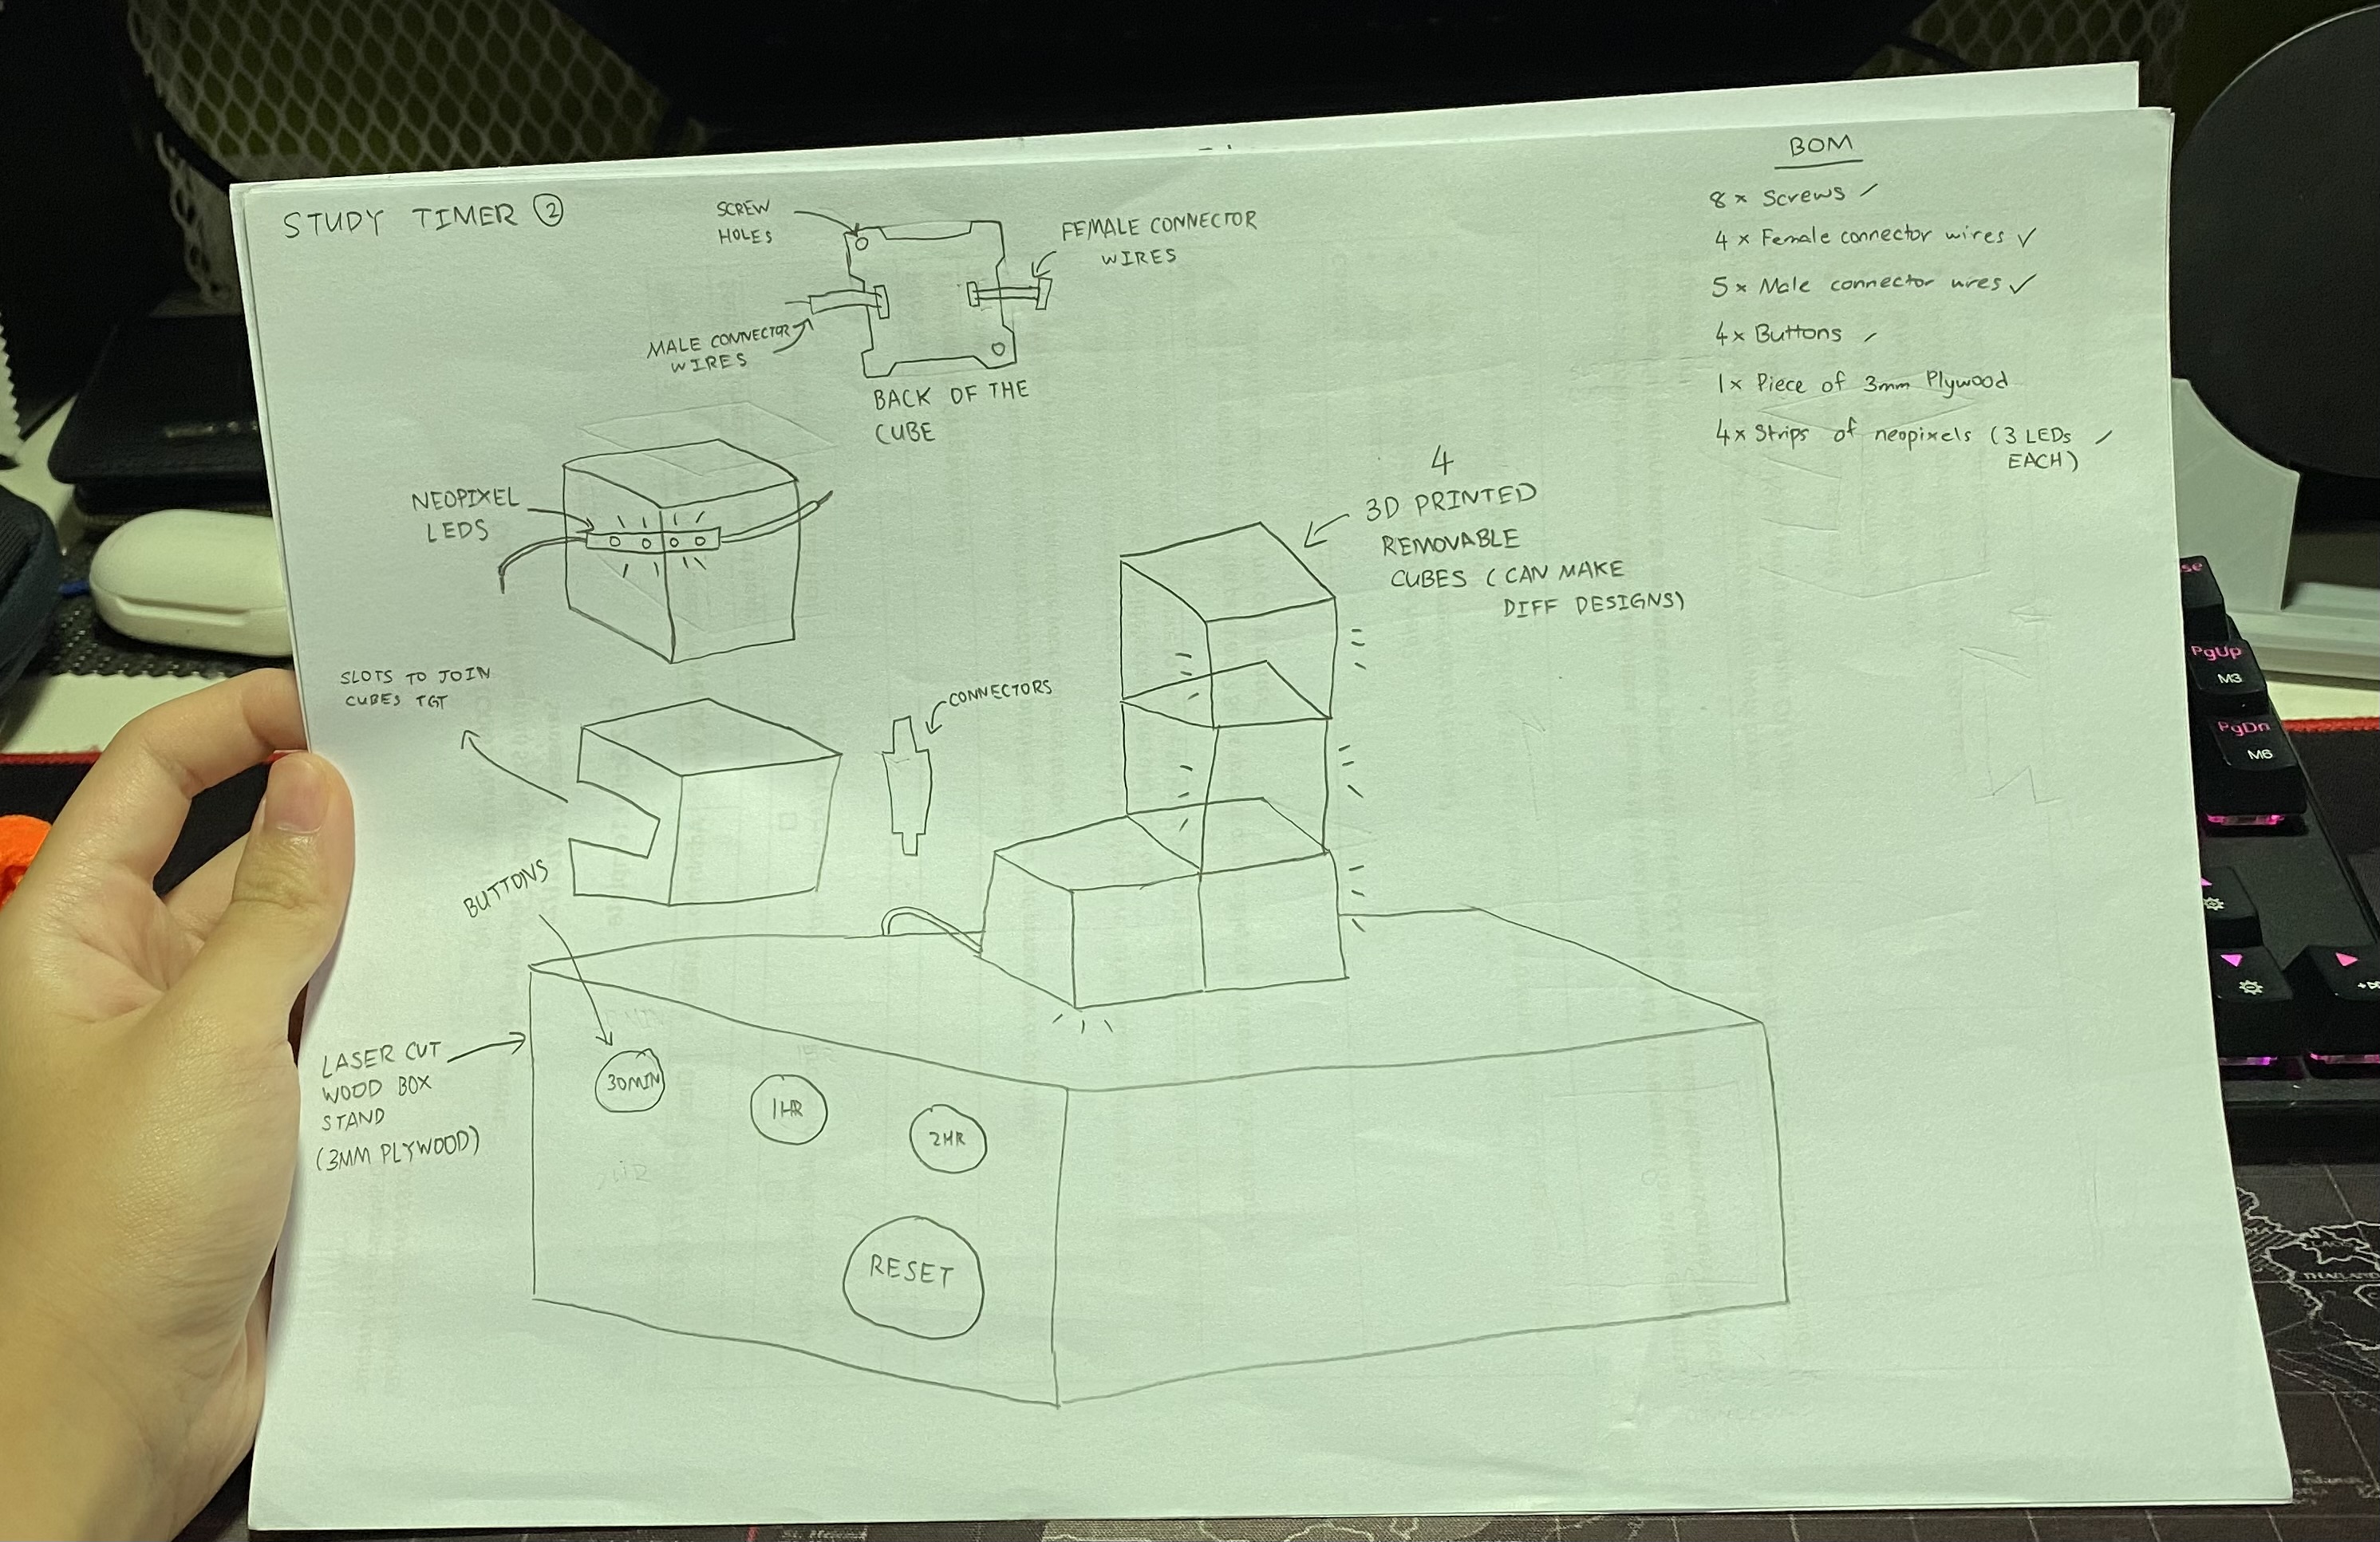 STUDY TIMER ②
SCREW
HOLES
FEMALE CONNECTOR
WIRES
MALE CONNECTOR
WIRES
BACK OF THE
CUBE
BOM
8 x Screws
4 x Female connector wires ✓
5 x Male connector wires ✓
4 x Buttons
1 x Piece of 3mm Plywood
4 x Strips of neopixels (3 LEDs
EACH)
NEOPIXEL
LEDS
4
3D PRINTED
REMOVABLE
CUBES (CAN MAKE
DIFF DESIGNS)
SLOTS TO JOIN
CUBES TGT
CONNECTORS
BUTTONS
LASER CUT
WOOD BOX
STAND
(3MM PLYWOOD)
30MIN
1HR
2HR
RESET
se
PgUp
M3
PgDn
M6
THAILAND